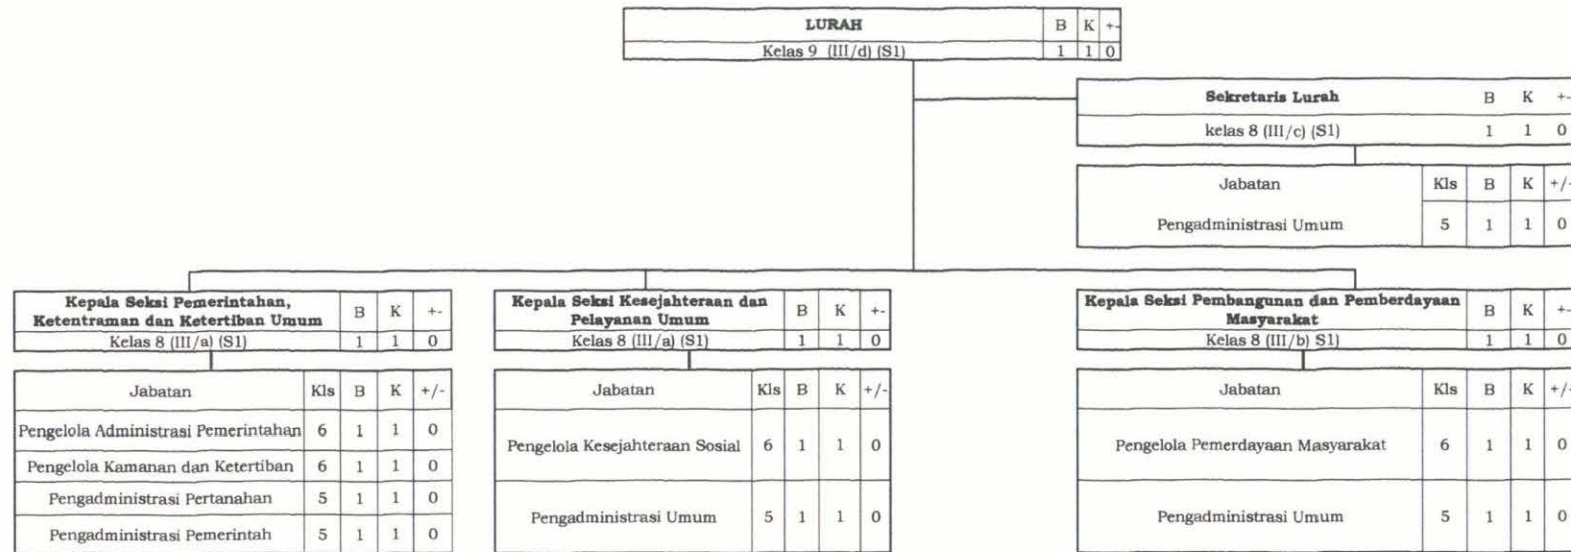 LURAH B K +-
Kelas 9 (III/d) (S1) 1 1 0
Sekretaris Lurah B K +-
kelas 8 (III/c) (S1) 1 1 0
Jabatan Kls B K +/-
Pengadministrasi Umum 5 1 1 0
Kepala Seksi Pemerintahan,
Ketentraman dan Ketertiban Umum B K +-
Kelas 8 (III/a) (S1) 1 1 0
Jabatan Kls B K +/-
Pengelola Administrasi Pemerintahan 6 1 1 0
Pengelola Kamanan dan Ketertiban 6 1 1 0
Pengadministrasi Pertanahan 5 1 1 0
Pengadministrasi Pemerintah 5 1 1 0
Kepala Seksi Kesejahteraan dan
Pelayanan Umum B K +-
Kelas 8 (III/a) (S1) 1 1 0
Jabatan Kls B K +/-
Pengelola Kesejahteraan Sosial 6 1 1 0
Pengadministrasi Umum 5 1 1 0
Kepala Seksi Pembangunan dan Pemberdayaan
Masyarakat B K +-
Kelas 8 (III/b) S1) 1 1 0
Jabatan Kls B K +/-
Pengelola Pemerdayaan Masyarakat 6 1 1 0
Pengadministrasi Umum 5 1 1 0